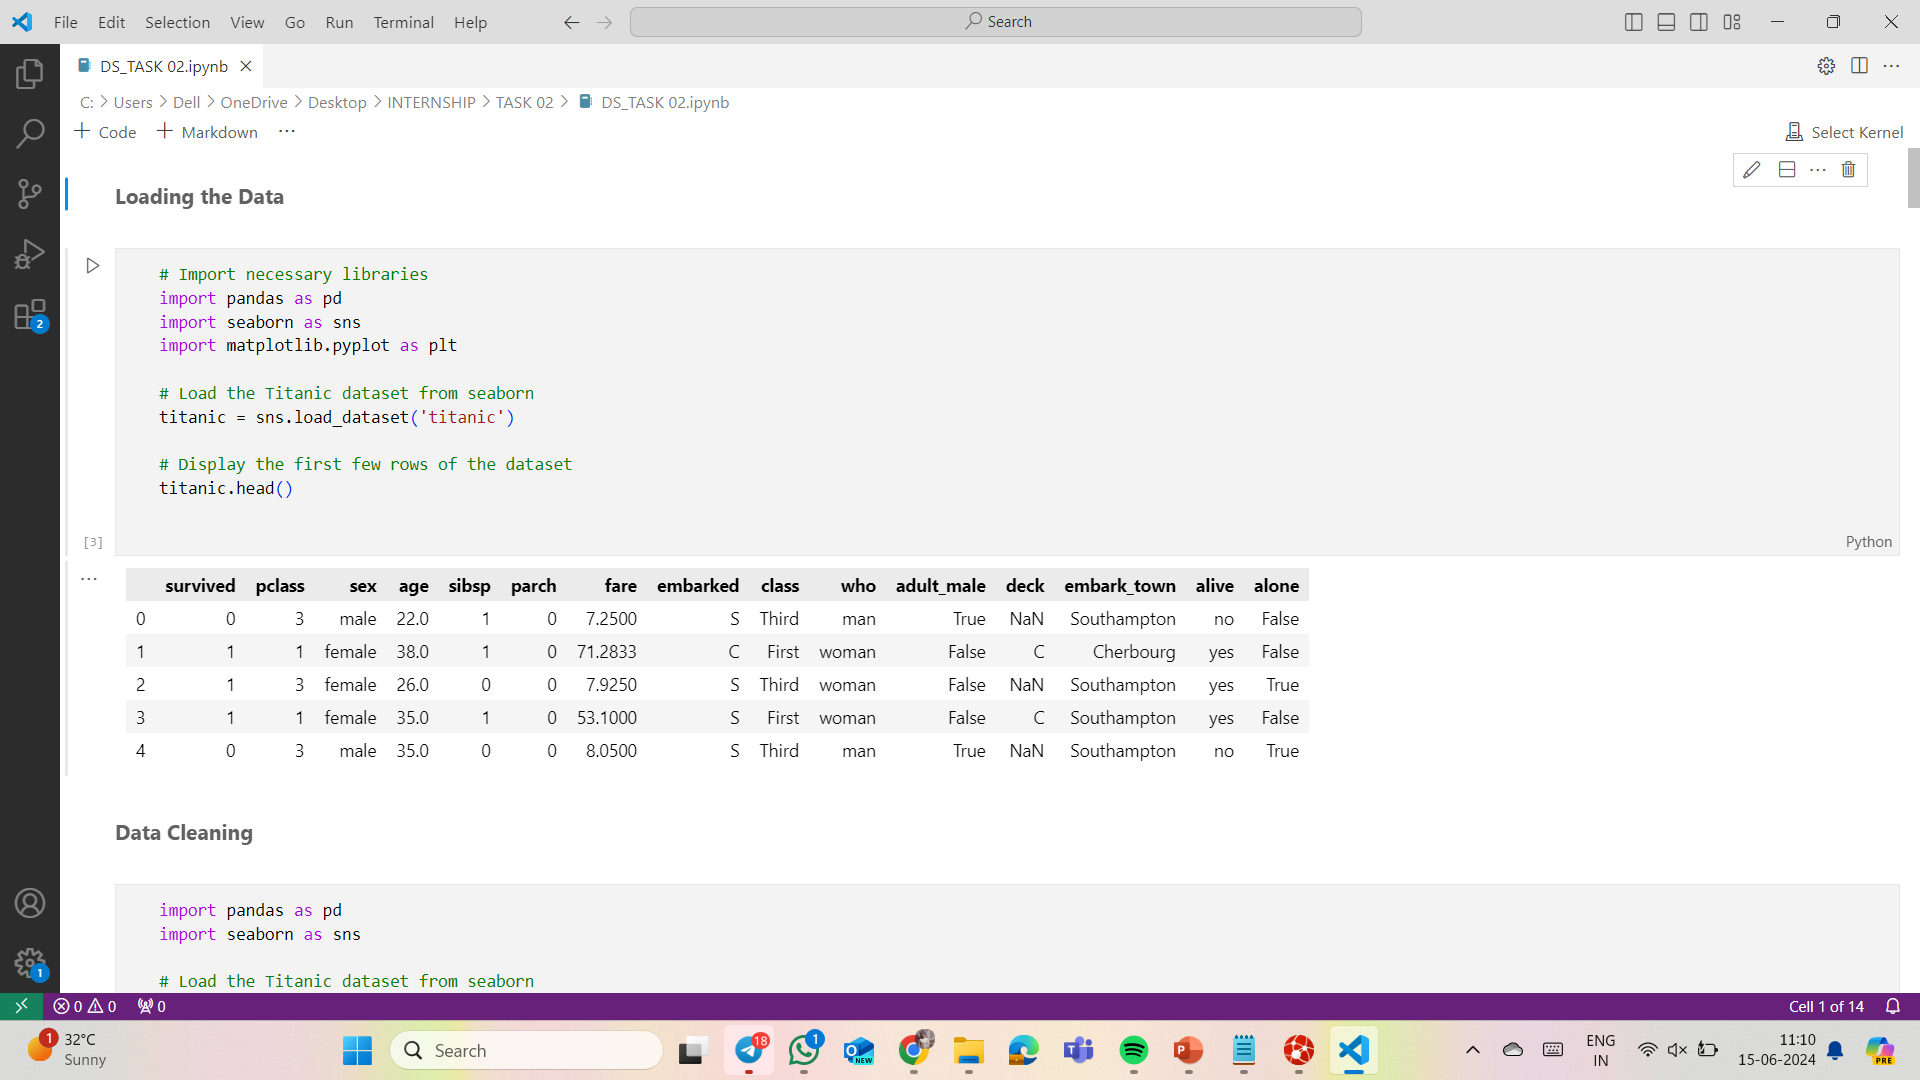 File Edit Selection View Go Run Terminal Help Search
DS_TASK 02.ipynb
C: Users Dell OneDrive Desktop INTERNSHIP TASK 02 DS_TASK 02.ipynb
Code Markdown ... Select Kernel
Loading the Data
# Import necessary libraries
import pandas as pd
import seaborn as sns
import matplotlib.pyplot as plt
# Load the Titanic dataset from seaborn
titanic = sns.load_dataset('titanic')
# Display the first few rows of the dataset
titanic.head()
[3] Python
survived pclass sex age sibsp parch fare embarked class who adult_male deck embark_town alive alone
0 0 3 male 22.0 1 0 7.2500 S Third man True NaN Southampton no False
1 1 1 female 38.0 1 0 71.2833 C First woman False C Cherbourg yes False
2 1 3 female 26.0 0 0 7.9250 S Third woman False NaN Southampton yes True
3 1 1 female 35.0 1 0 53.1000 S First woman False C Southampton yes False
4 0 3 male 35.0 0 0 8.0500 S Third man True NaN Southampton no True
Data Cleaning
import pandas as pd
import seaborn as sns
# Load the Titanic dataset from seaborn
2
1
0 0 0 Cell 1 of 14
1 32°C
Sunny
Search
18
1
NEW
ENG
IN
11:10
15-06-2024
PRE